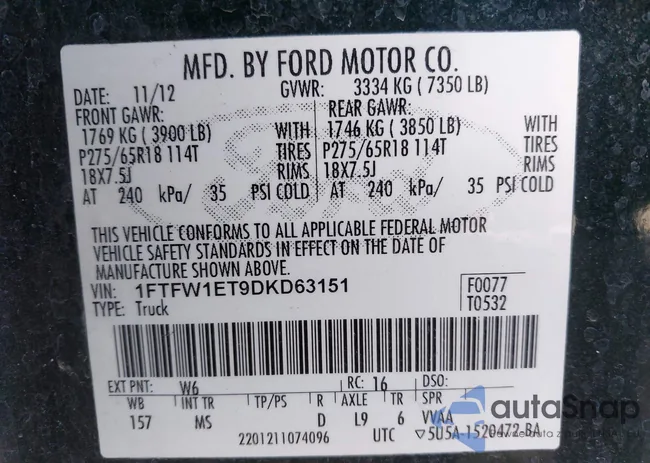 MFD. BY FORD MOTOR CO.
DATE: 11/12 GVWR: 3334 KG ( 7350 LB)
FRONT GAWR: REAR GAWR:
1769 KG ( 3900 LB) WITH 1746 KG ( 3850 LB) WITH
P275/65R18 114T TIRES P275/65R18 114T TIRES
18X7.5J RIMS 18X7.5J RIMS
AT 240 kPa/ 35 PSI COLD AT 240 kPa/ 35 PSI COLD
THIS VEHICLE CONFORMS TO ALL APPLICABLE FEDERAL MOTOR
VEHICLE SAFETY STANDARDS IN EFFECT ON THE DATE OF
MANUFACTURE SHOWN ABOVE.
VIN: 1FTFW1ET9DKD63151 F0077
TYPE: Truck T0532
EXT PNT: W6 RC: 16 DSO:
WB INT TR TP/PS R AXLE TR SPR
157 MS D L9 6 VVAA
2201211074096 UTC ▽5U5A-1520472-BA
autoSnap